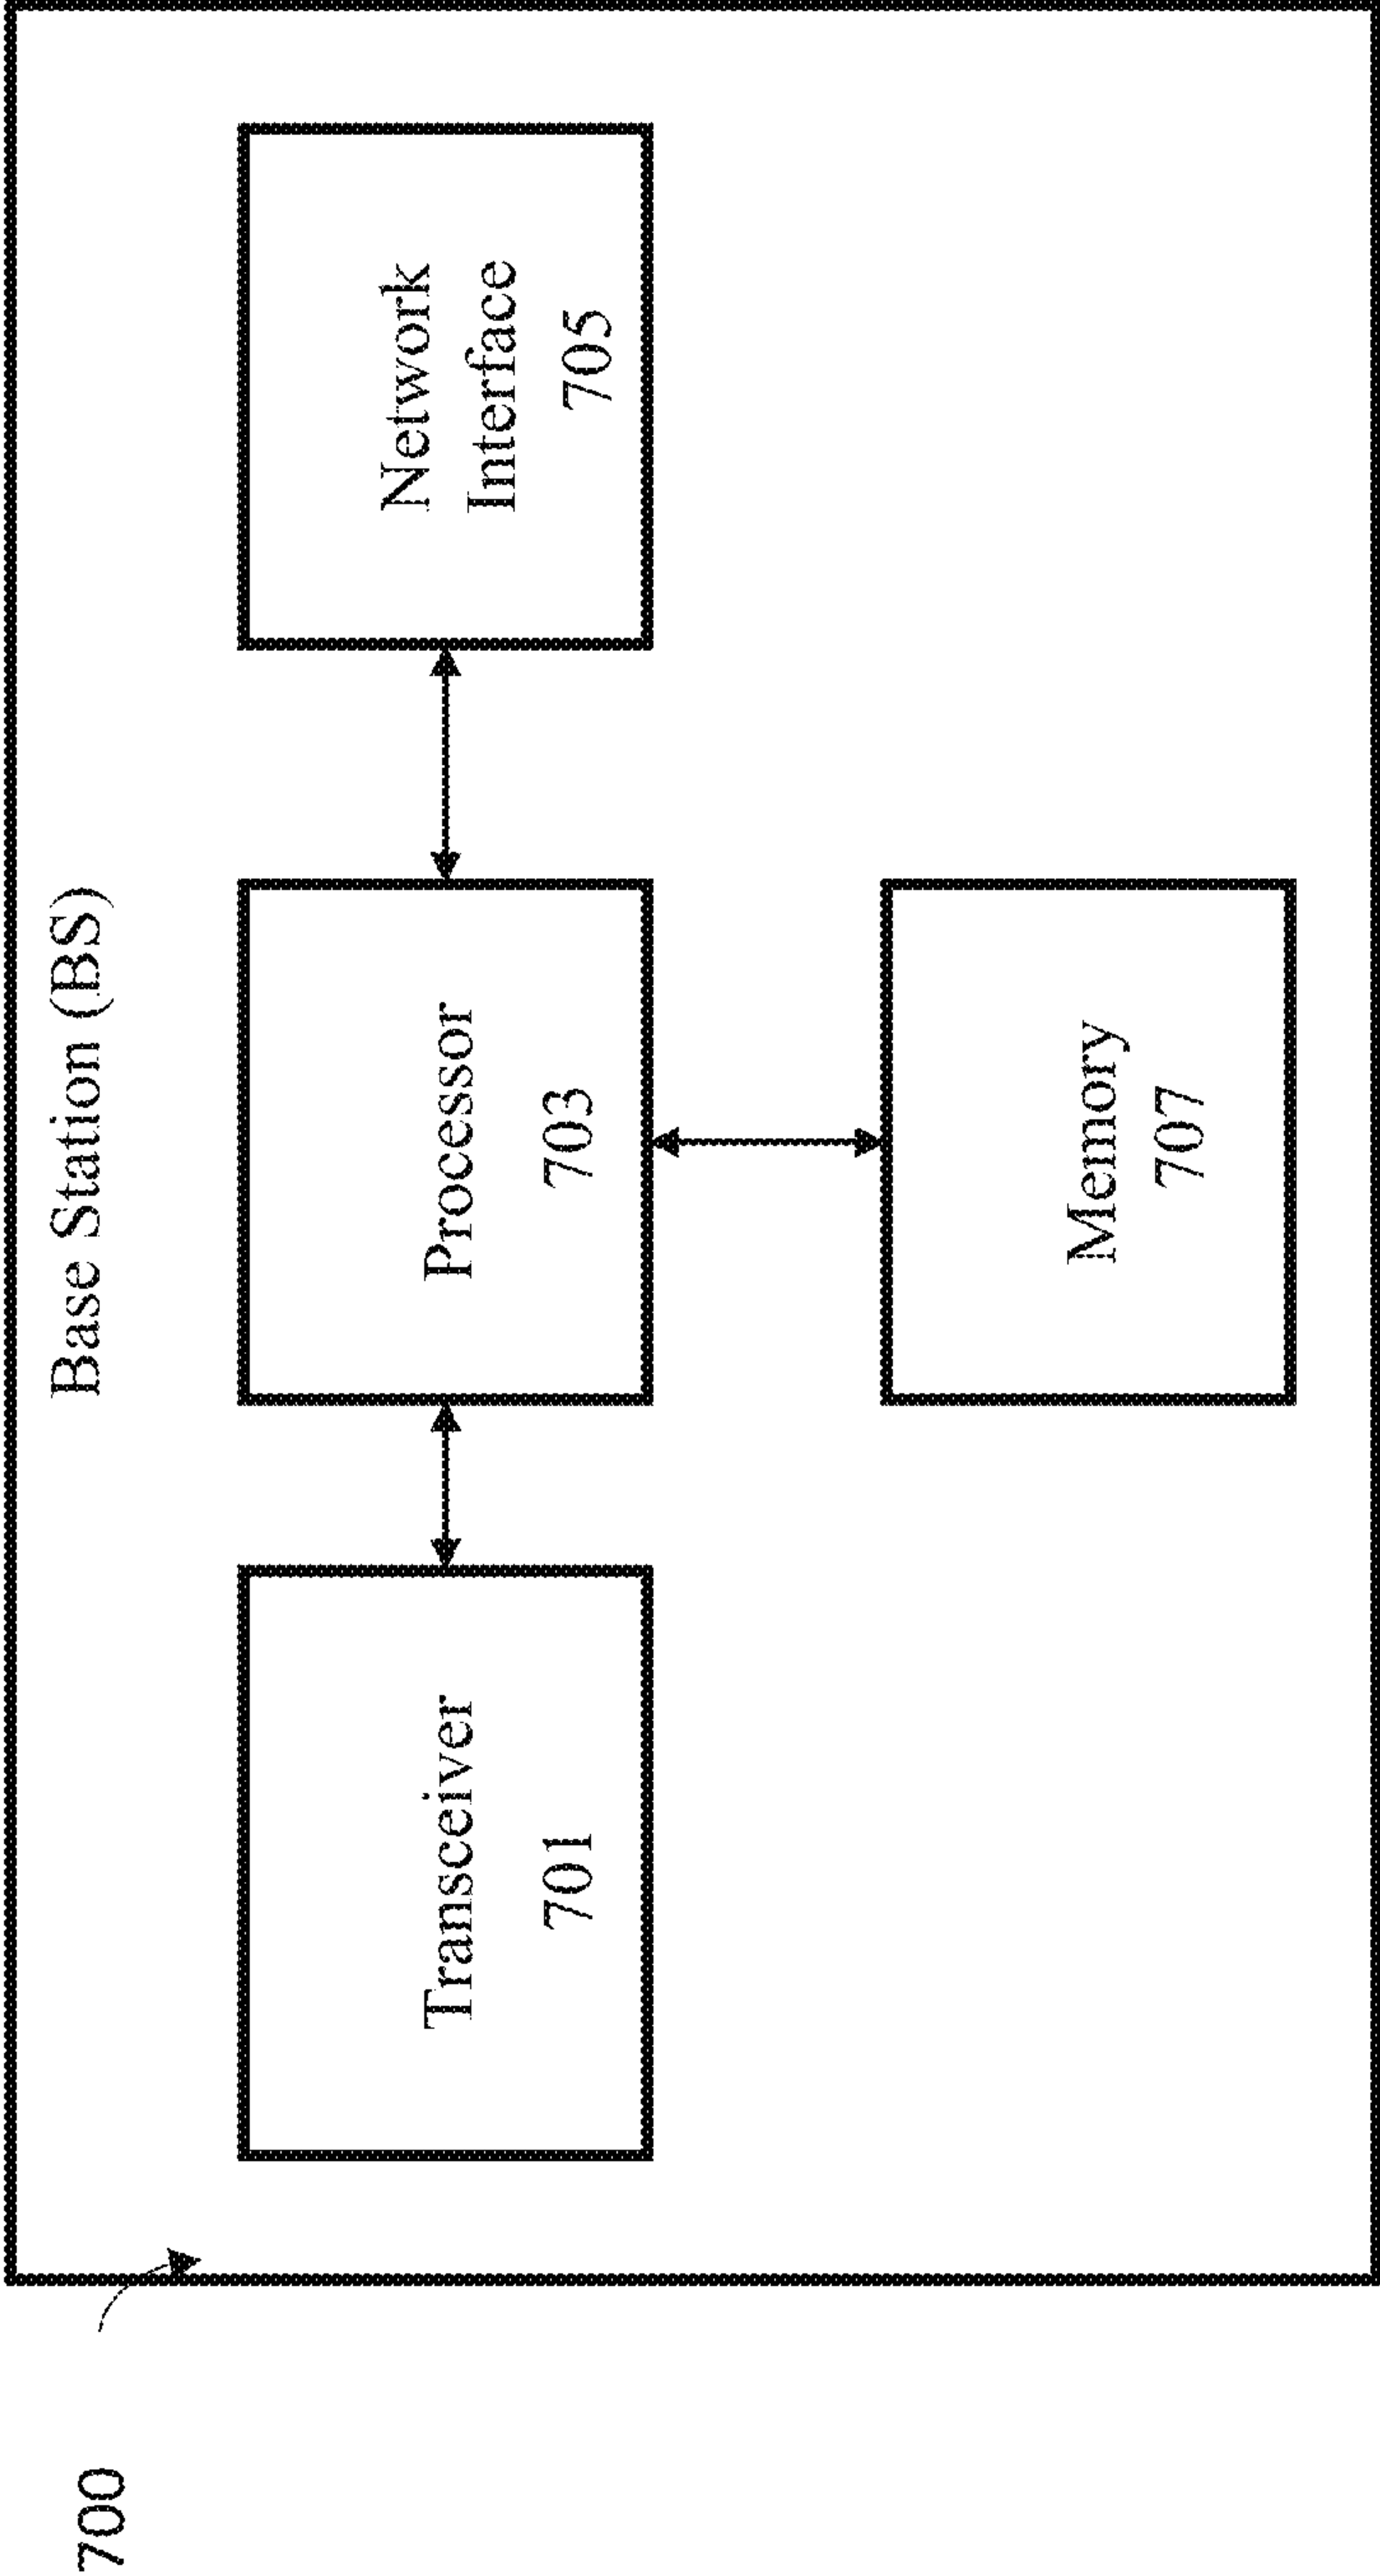 700
Base Station (BS)
Transceiver
701
Processor
703
Network
Interface
705
Memory
707